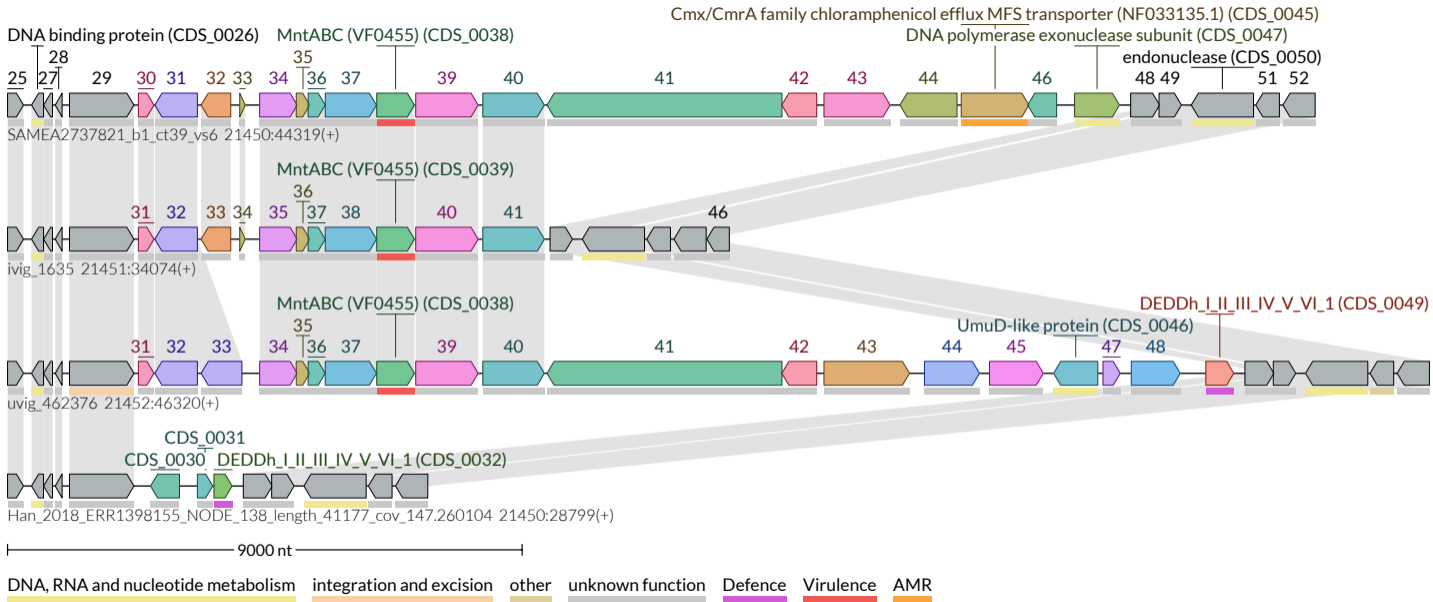 Cmx/CmrA family chloramphenicol efflux MFS transporter (NF033135.1) (CDS_0045)
DNA binding protein (CDS_0026) MntABC (VF0455) (CDS_0038) DNA polymerase exonuclease subunit (CDS_0047)
28 35 endonuclease (CDS_0050)
25 27 29 30 31 32 33 34 36 37 39 40 41 42 43 44 46 48 49 51 52
SAMEA2737821_b1_ct39_vs6 21450:44319(+)
MntABC (VF0455) (CDS_0039)
36
31 32 33 34 35 37 38 40 41 46
ivig_1635 21451:34074(+)
MntABC (VF0455) (CDS_0038) DEDDh_I_II_III_IV_V_VI_1 (CDS_0049)
35 UmuD-like protein (CDS_0046)
31 32 33 34 36 37 39 40 41 42 43 44 45 47 48
uvig_462376 21452:46320(+)
CDS_0031
CDS_0030 DEDDh_I_II_III_IV_V_VI_1 (CDS_0032)
Han_2018_ERR1398155_NODE_138_length_41177_cov_147.260104 21450:28799(+)
9000 nt
DNA, RNA and nucleotide metabolism integration and excision other unknown function Defence Virulence AMR